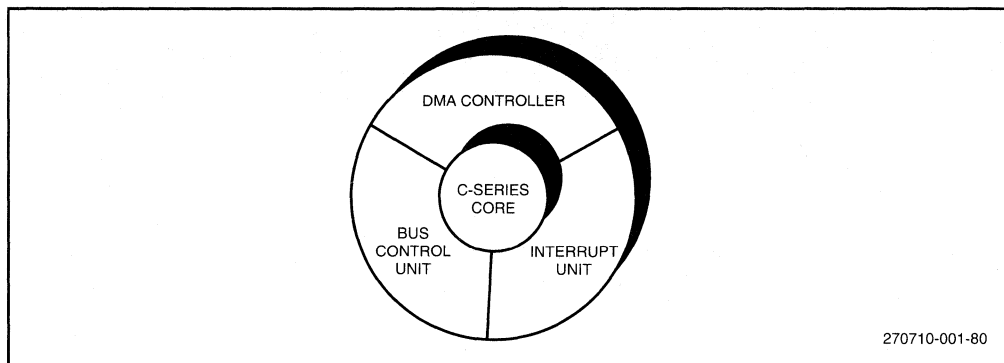 DMA CONTROLLER
C-SERIES
CORE
BUS
CONTROL
UNIT
INTERRUPT
UNIT
270710-001-80